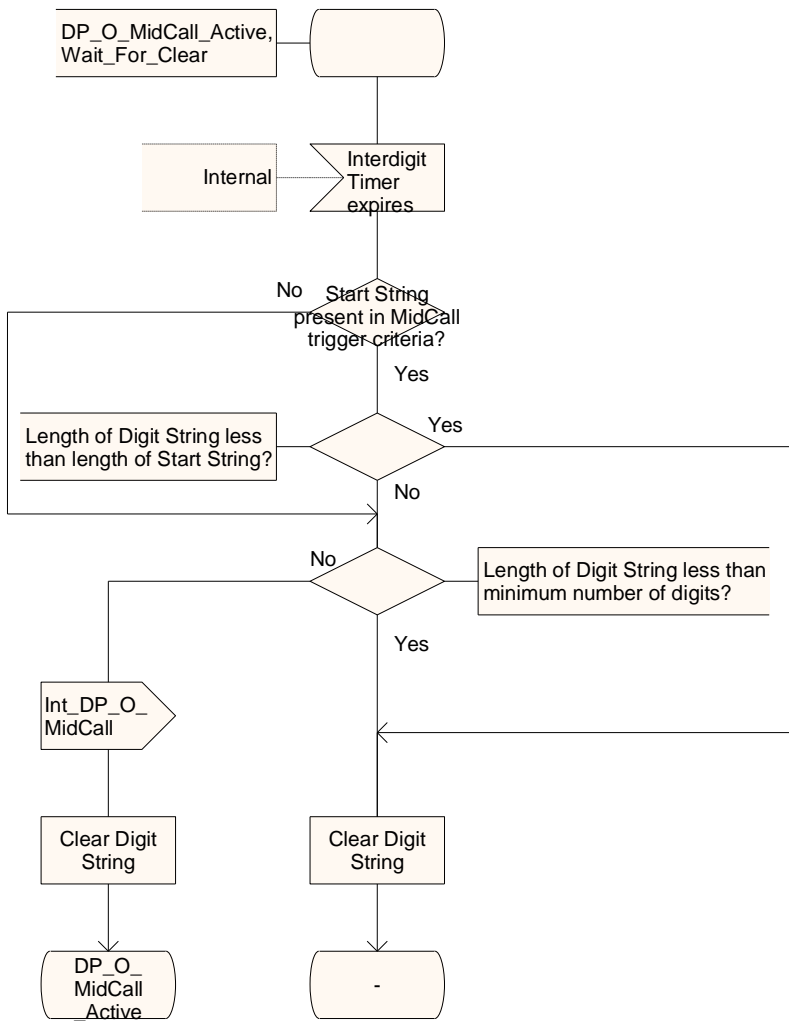 DP_O_MidCall_Active,
Wait_For_Clear
Internal
Interdigit
Timer
expires
No
Start String
present in MidCall
trigger criteria?
Yes
Length of Digit String less
than length of Start String?
Yes
No
No
Length of Digit String less than
minimum number of digits?
Yes
Int_DP_O_
MidCall
Clear Digit
String
Clear Digit
String
DP_O_
MidCall
_Active
-